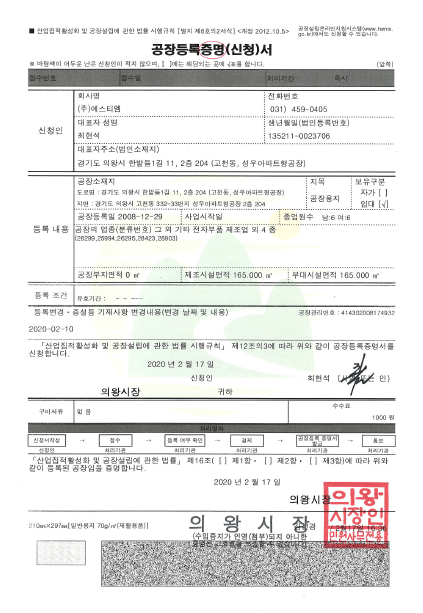 ■ 산업집적활성화 및 공장설립에 관한 법률 시행규칙 [별지 제8호의2서식] <개정 2012.10.5>
공장설립온라인지원시스템(www.femis.go.kr)에서도 신청할 수 있습니다.
공장등록증명(신청)서
※ 바탕색이 어두운 난은 신청인이 적지 않으며, [ ]에는 해당되는 곳에 √표를 합니다.
(앞쪽)
접수번호 접수일 처리기간 즉시
신청인
회사명
(주)에스티엠
전화번호
031) 459-0405
대표자 성명
최현석
생년월일(법인등록번호)
135211-0023706
대표자주소(법인소재지)
경기도 의왕시 한밭들1길 11, 2층 204 (고천동, 성우아파트형공장)
등록 내용
공장소재지
도로명 : 경기도 의왕시 한밭들1길 11, 2층 204 (고천동, 성우아파트형공장)
지번 : 경기도 의왕시 고천동 332-33번지 성우아파트형공장 2층 204
지목
공장용지
보유구분
자가 [ ]
임대 [√]
공장등록일 2008-12-29 사업시작일 종업원수 남:6 여:6
공장의 업종(분류번호) 그 외 기타 전자부품 제조업 외 4 종
(26299,25994,26295,28423,28903)
공장부지면적 0 ㎡ 제조시설면적 165.000 ㎡ 부대시설면적 165.000 ㎡
등록 조건 유효기간 : - - ~ - -
등록변경ㆍ증설등 기재사항 변경내용(변경 날짜 및 내용)
공장관리번호 : 414302008174932
2020-02-10
「산업집적활성화 및 공장설립에 관한 법률 시행규칙」 제12조의3에 따라 위와 같이 공장등록증명서를
신청합니다.
2020 년 2 월 17 일
신청인 최현석 (서명 또는 인)
의왕시장 귀하
구비서류 없 음
수수료
1000 원
처리절차
신청서작성 → 접수 → 등록 여부 확인 → 결재 → 공장등록 증명서 발급 → 통보
신청인 처리기관 처리기관 처리기관 처리기관
「산업집적활성화 및 공장설립에 관한 법률」 제16조( [ ] 제1항ㆍ [ ] 제2항ㆍ [ ] 제3항)에 따라 위와
같이 등록된 공장임을 증명합니다.
2020 년 2 월 17 일
의왕시장
의왕
시장인
민원사무전용
210㎜×297㎜[일반용지 70g/㎡(재활용품)]
의 왕 시 장
(수입증지가 인영(첨부)되지 아니한